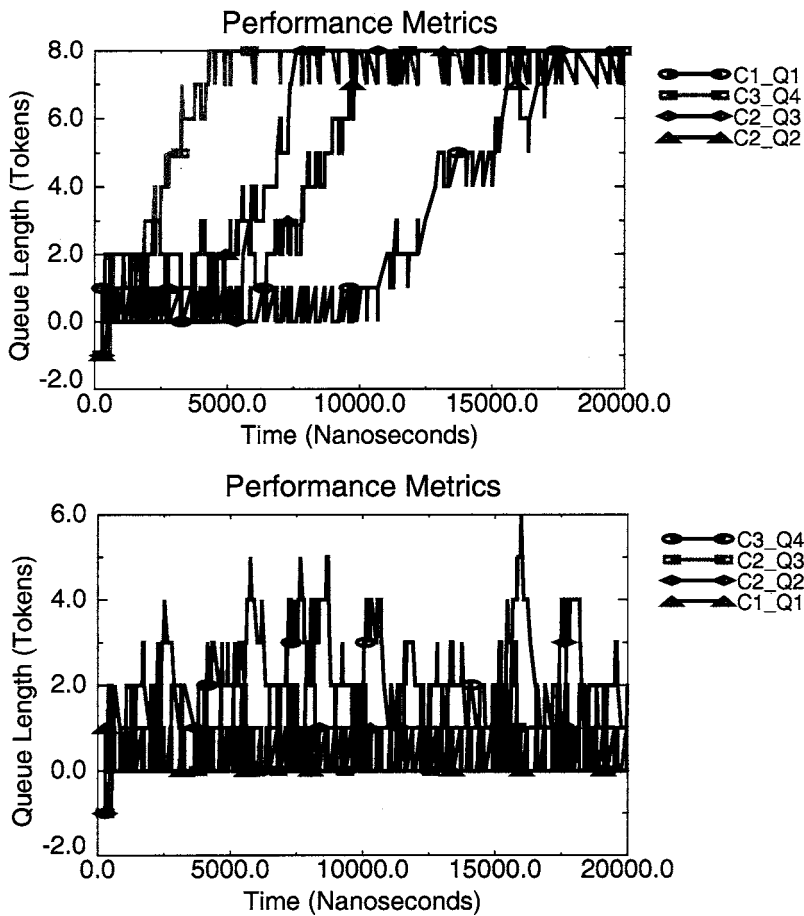 Performance Metrics
8.0
6.0
4.0
2.0
0.0
-2.0
Queue Length (Tokens)
0.0
5000.0
10000.0
15000.0
20000.0
Time (Nanoseconds)
C1_Q1
C3_Q4
C2_Q3
C2_Q2
Performance Metrics
6.0
4.0
2.0
0.0
-2.0
Queue Length (Tokens)
0.0
5000.0
10000.0
15000.0
20000.0
Time (Nanoseconds)
C3_Q4
C2_Q3
C2_Q2
C1_Q1